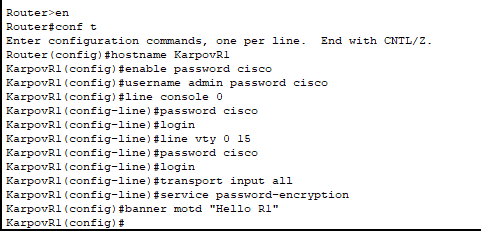 Router>en
Router#conf t
Enter configuration commands, one per line.  End with CNTL/Z.
Router(config)#hostname KarpovR1
KarpovR1(config)#enable password cisco
KarpovR1(config)#username admin password cisco
KarpovR1(config)#line console 0
KarpovR1(config-line)#password cisco
KarpovR1(config-line)#login
KarpovR1(config-line)#line vty 0 15
KarpovR1(config-line)#password cisco
KarpovR1(config-line)#login
KarpovR1(config-line)#transport input all
KarpovR1(config-line)#service password-encryption
KarpovR1(config)#banner motd "Hello R1"
KarpovR1(config)#